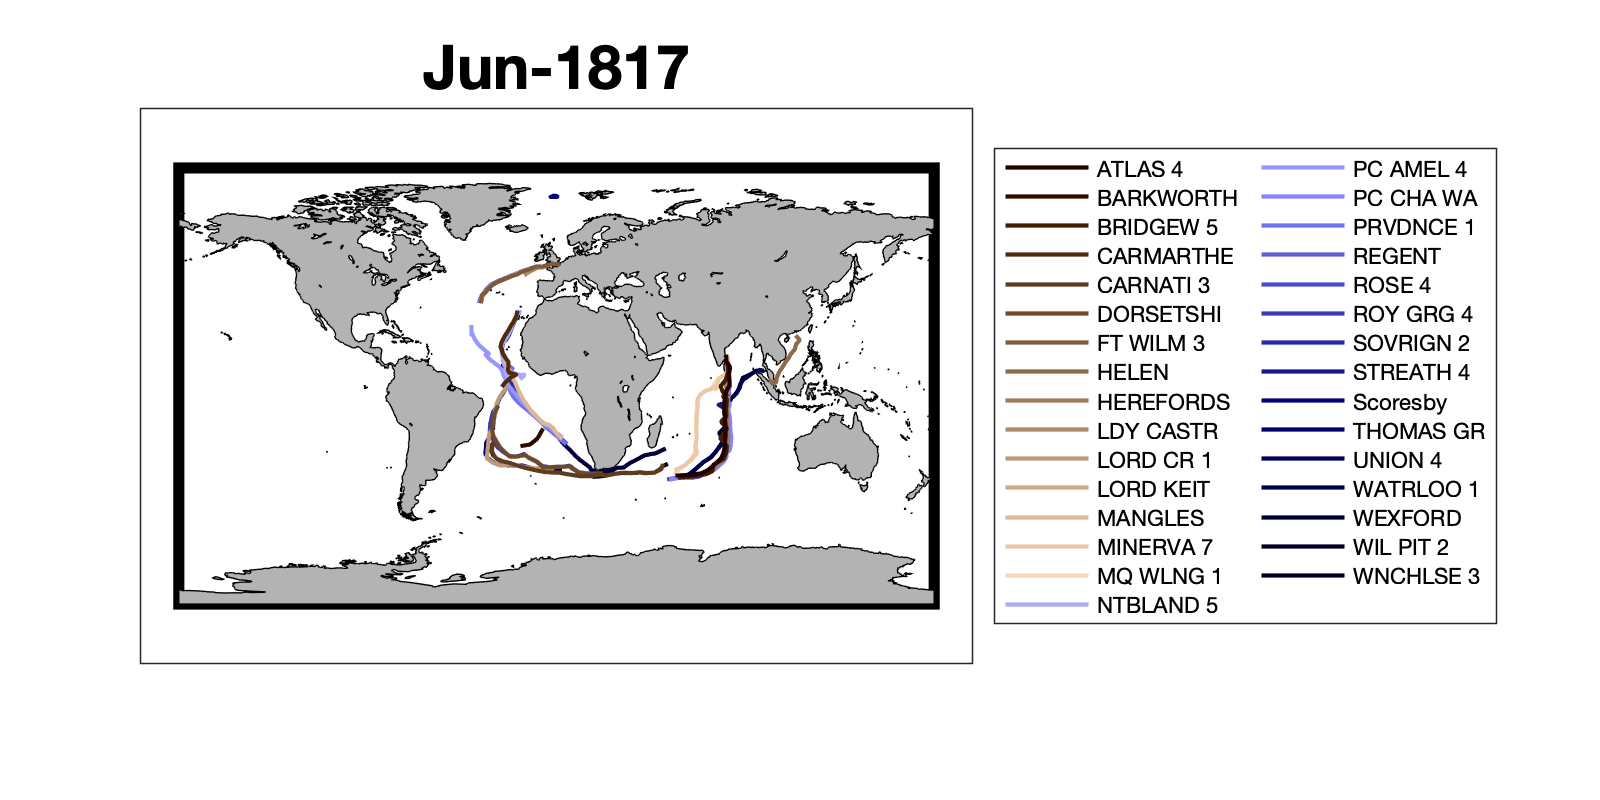 Jun-1817
ATLAS 4
BARKWORTH
BRIDGEW 5
CARMARTHE
CARNATI 3
DORSETSHI
FT WILM 3
HELEN
HEREFORDS
LDY CASTR
LORD CR 1
LORD KEIT
MANGLES
MINERVA 7
MQ WLNG 1
NTBLAND 5
PC AMEL 4
PC CHA WA
PRVDNCE 1
REGENT
ROSE 4
ROY GRG 4
SOVRIGN 2
STREATH 4
Scoresby
THOMAS GR
UNION 4
WATRLOO 1
WEXFORD
WIL PIT 2
WNCHLSE 3